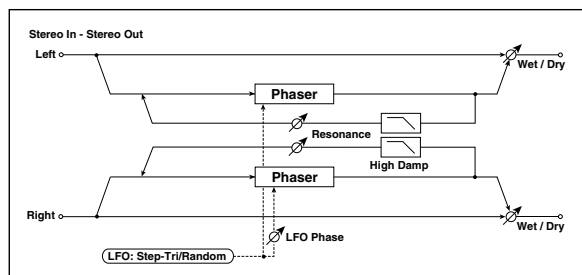 Stereo In - Stereo Out
Left
Wet / Dry
Phaser
Resonance
High Damp
Phaser
Right
Wet / Dry
LFO Phase
LFO: Step-Tri/Random